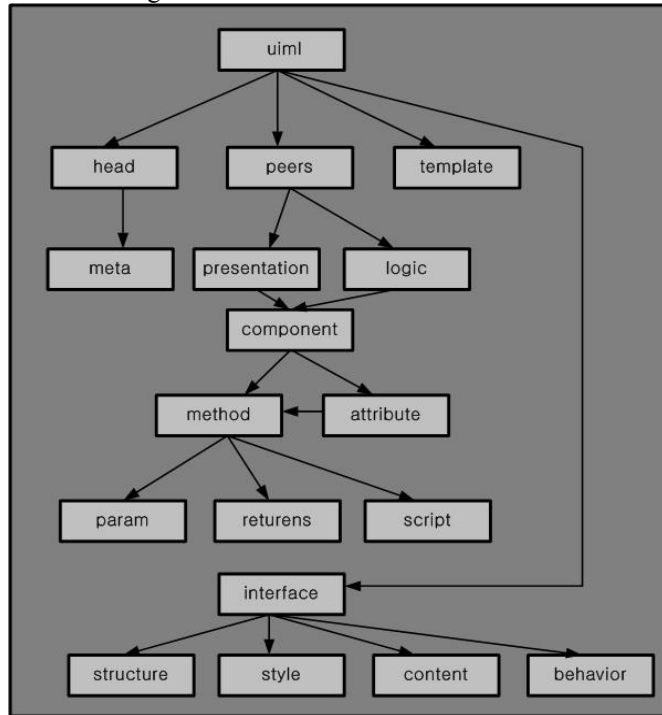 uiml
head peers template
meta presentation logic
component
method attribute
param returens script
interface
structure style content behavior